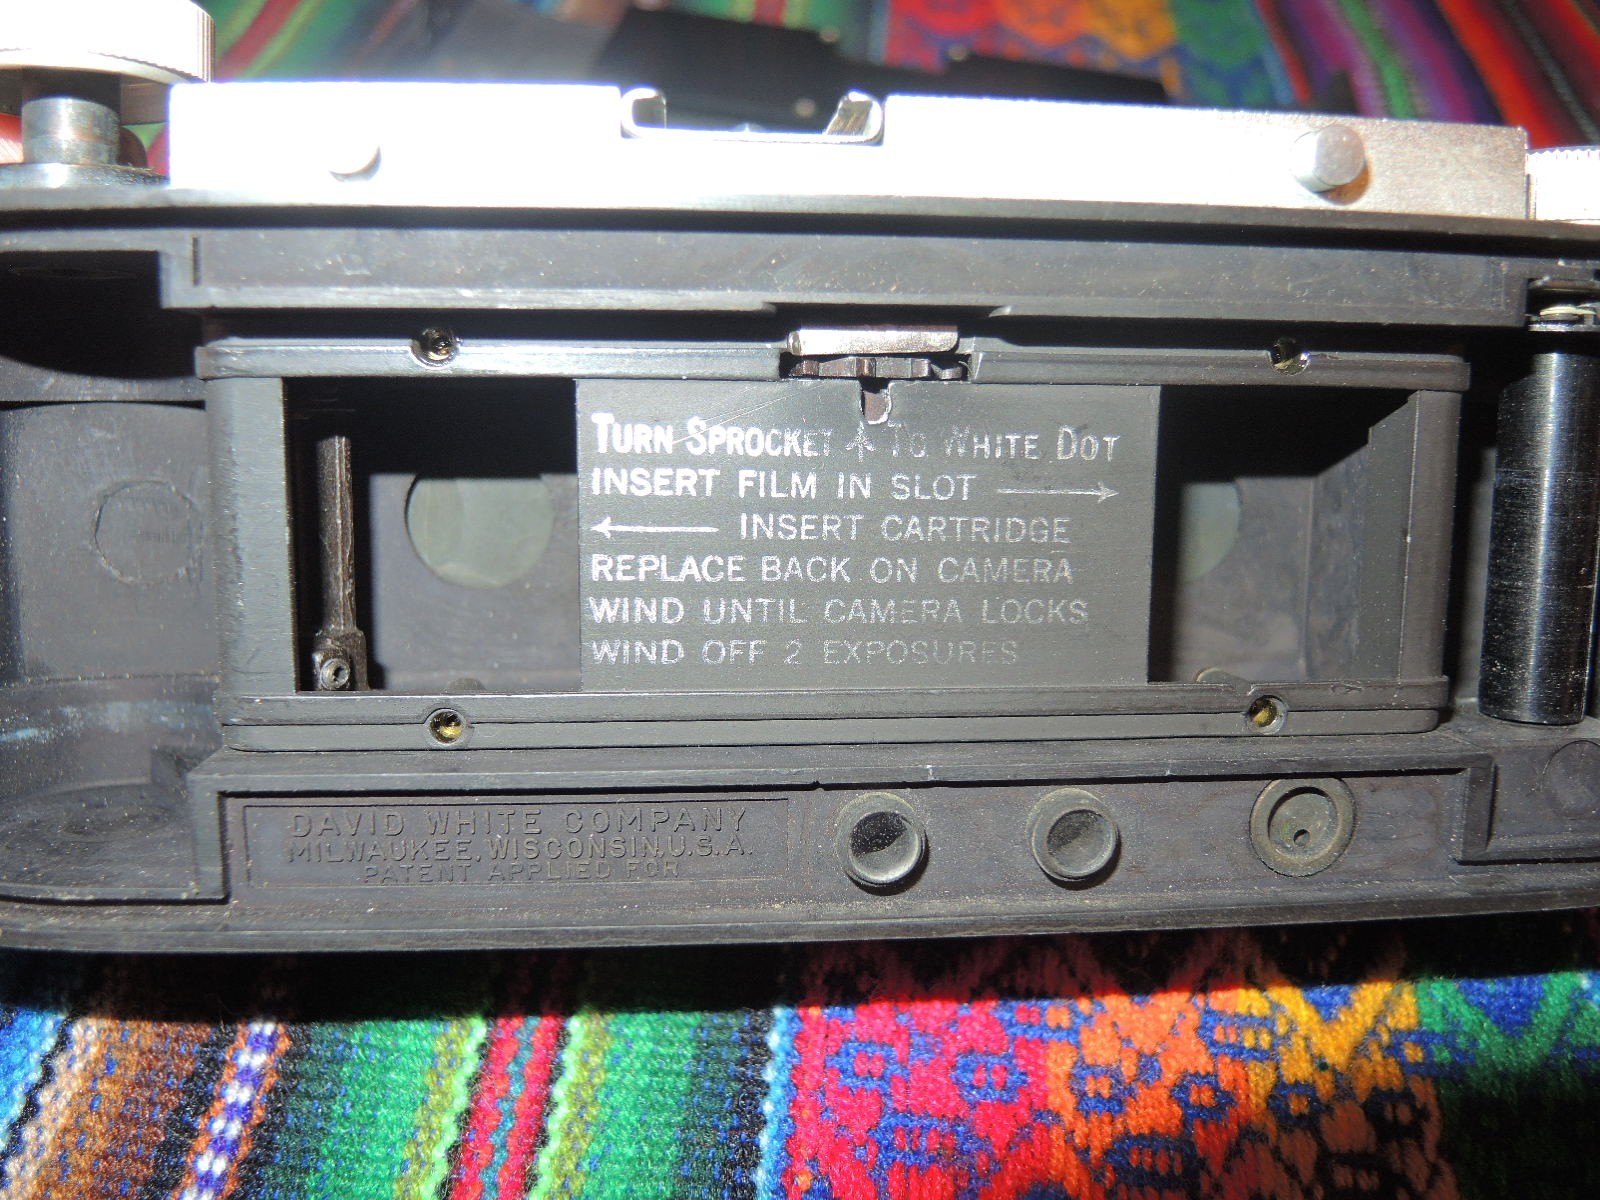 TURN SPROCKET ↑ TO WHITE DOT
INSERT FILM IN SLOT →
← INSERT CARTRIDGE
REPLACE BACK ON CAMERA
WIND UNTIL CAMERA LOCKS
WIND OFF 2 EXPOSURES
DAVID WHITE COMPANY
MILWAUKEE, WISCONSIN, U.S.A.
PATENT APPLIED FOR